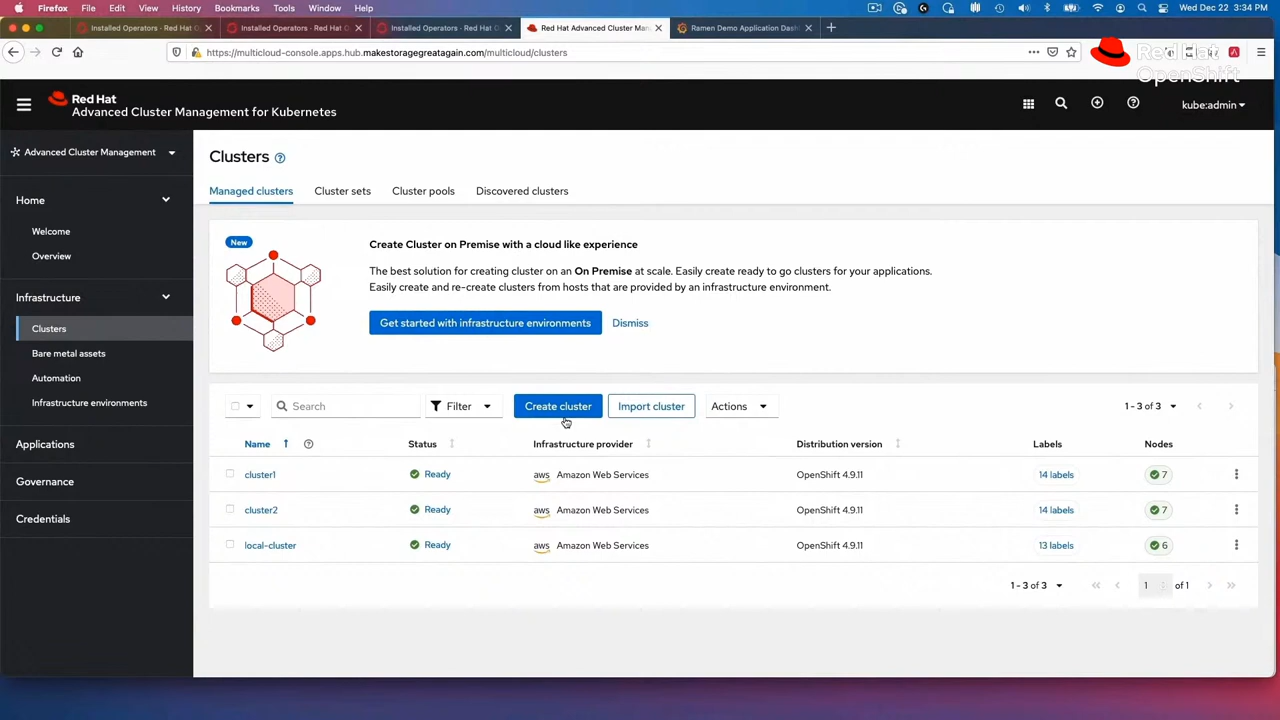 Firefox File Edit View History Bookmarks Tools Window Help
Wed Dec 22 3:34 PM
Installed Operators - Red Hat O
Installed Operators - Red Hat O
Installed Operators - Red Hat O
Red Hat Advanced Cluster Man
Ramen Demo Application Dash
https://multicloud-console.apps.hub.makestoragegreatagain.com/multicloud/clusters
Red Hat
OpenShift
Red Hat
Advanced Cluster Management for Kubernetes
kube:admin
Advanced Cluster Management
Home
Welcome
Overview
Infrastructure
Clusters
Bare metal assets
Automation
Infrastructure environments
Applications
Governance
Credentials
Clusters
Managed clusters Cluster sets Cluster pools Discovered clusters
New
Create Cluster on Premise with a cloud like experience
The best solution for creating cluster on an On Premise at scale. Easily create ready to go clusters for your applications.
Easily create and re-create clusters from hosts that are provided by an infrastructure environment.
Get started with infrastructure environments Dismiss
Search Filter Create cluster Import cluster Actions 1 - 3 of 3
Name Status Infrastructure provider Distribution version Labels Nodes
cluster1 Ready aws Amazon Web Services OpenShift 4.9.11 14 labels 7
cluster2 Ready aws Amazon Web Services OpenShift 4.9.11 14 labels 7
local-cluster Ready aws Amazon Web Services OpenShift 4.9.11 13 labels 6
1 - 3 of 3 1 of 1